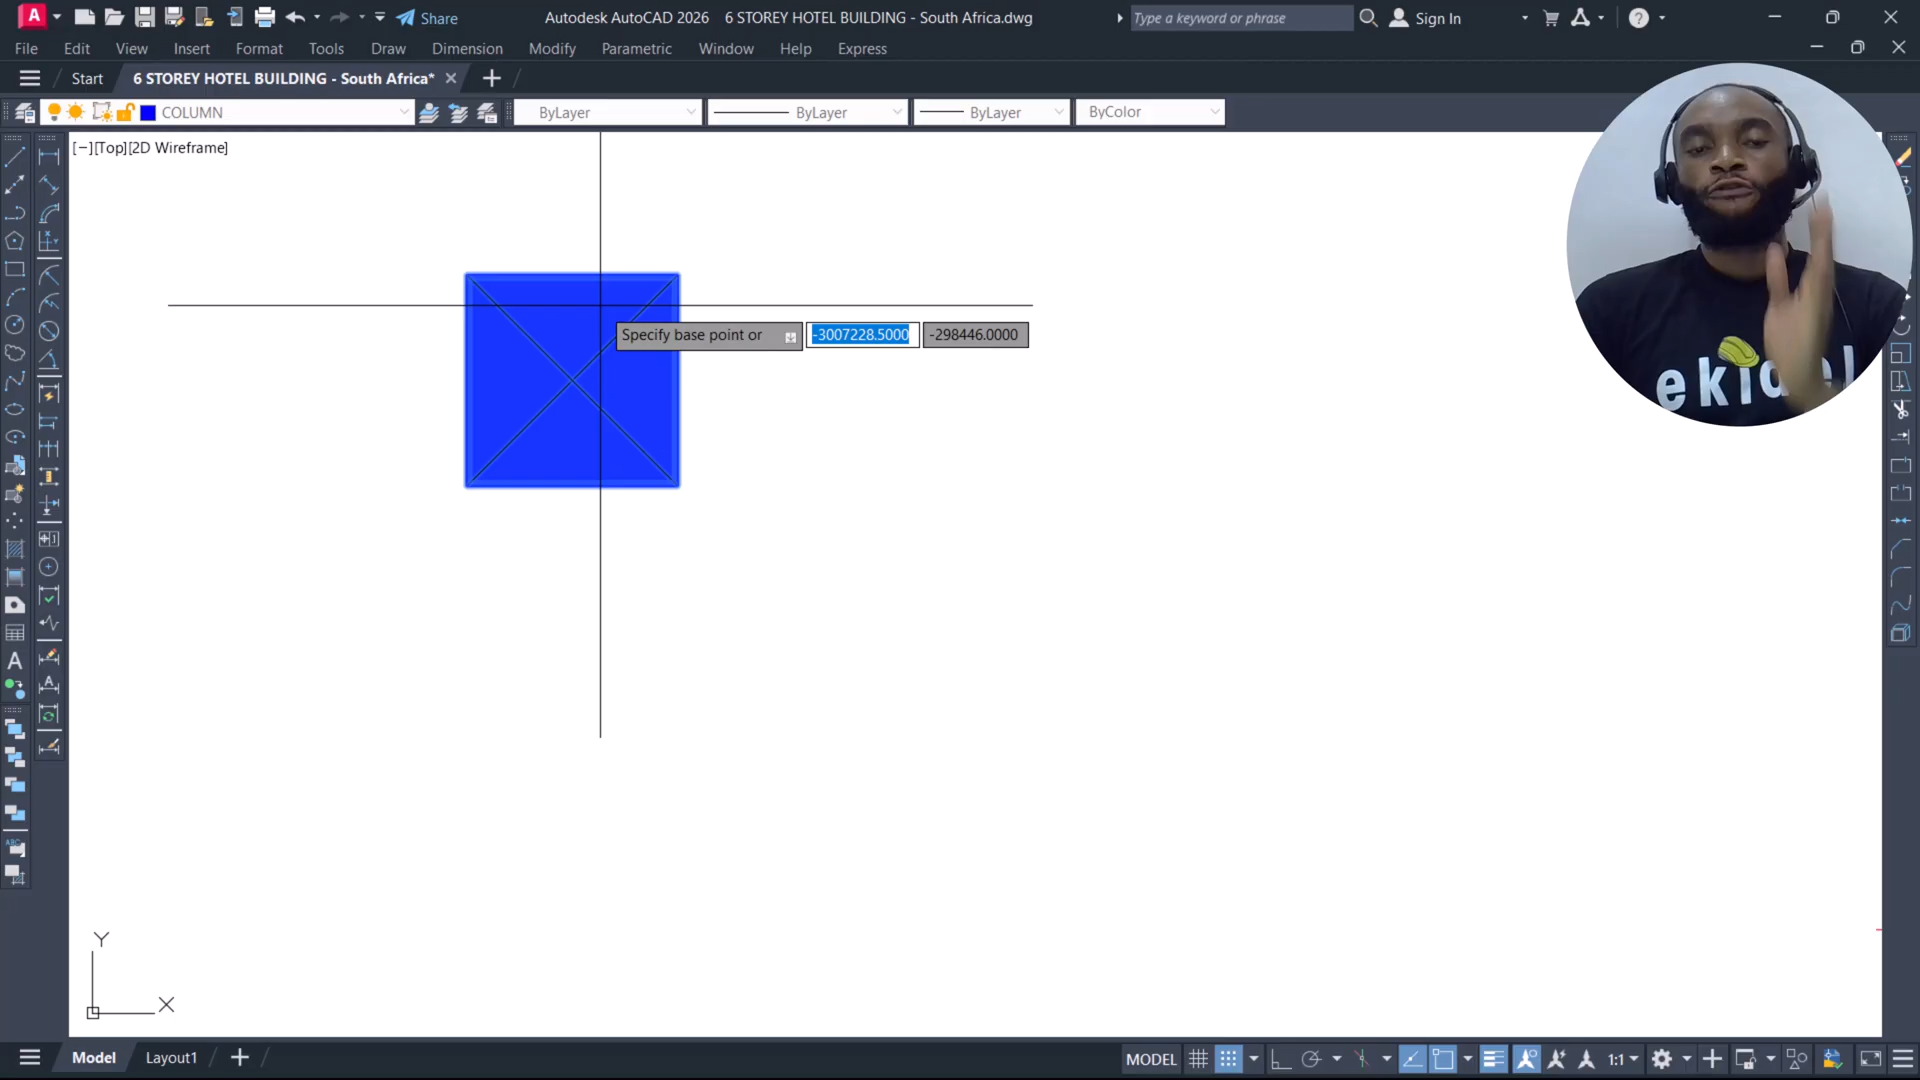 A
Share
Autodesk AutoCAD 2026 6 STOREY HOTEL BUILDING - South Africa.dwg
Type a keyword or phrase
Sign In
File Edit View Insert Format Tools Draw Dimension Modify Parametric Window Help Express
Start
6 STOREY HOTEL BUILDING - South Africa*
COLUMN
ByLayer
ByLayer
ByLayer
ByColor
[−][Top][2D Wireframe]
Specify base point or
-3007228.5000
-298446.0000
Y
X
Model
Layout1
MODEL
1:1